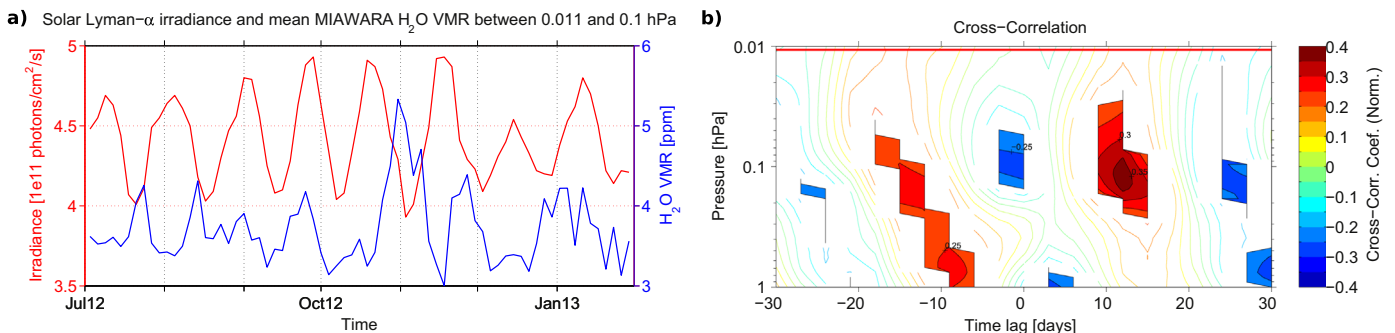 a)
Solar Lyman−α irradiance and mean MIAWARA H2O VMR between 0.011 and 0.1 hPa
5
4.5
4
3.5
Irradiance [1e11 photons/cm²/s]
6
5
4
3
H2O VMR [ppm]
Jul12
Oct12
Jan13
Time
b)
Cross−Correlation
0.01
0.1
1
Pressure [hPa]
−0.25
0.3
0.35
0.25
−30
−20
−10
0
10
20
30
Time lag [days]
0.4
0.3
0.2
0.1
0
−0.1
−0.2
−0.3
−0.4
Cross−Corr. Coef. (Norm.)